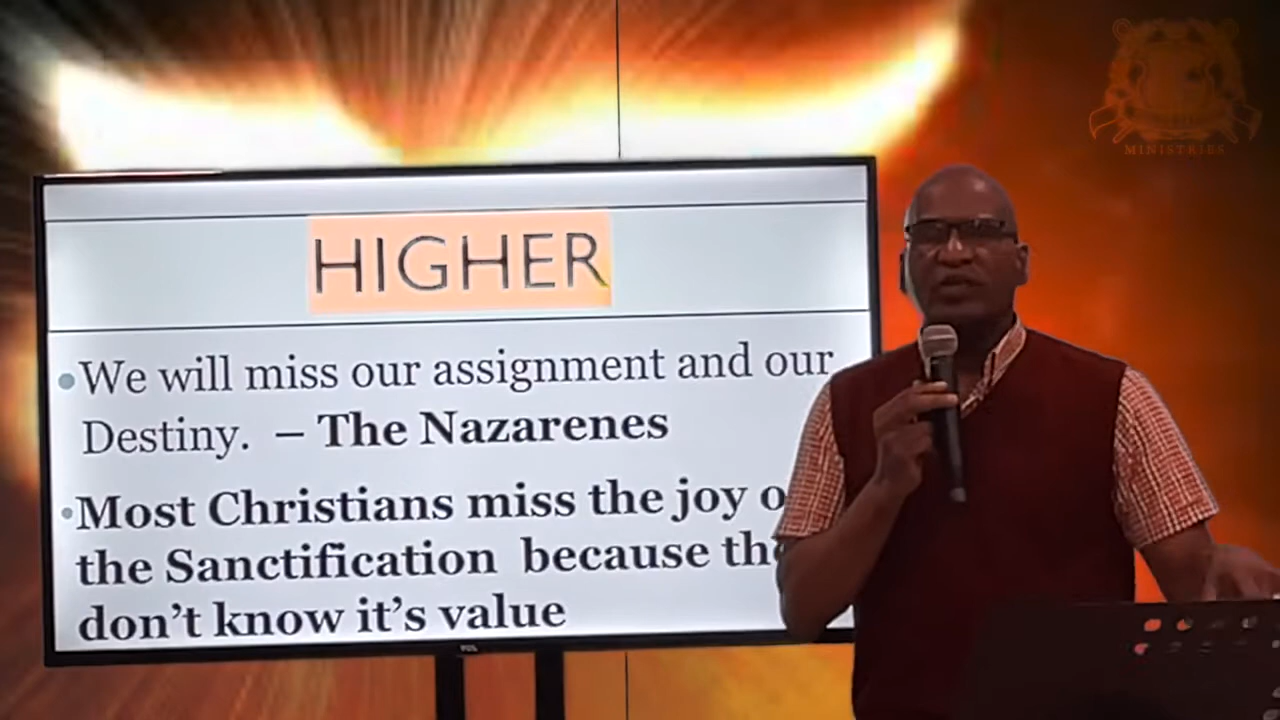 MINISTRIES
HIGHER
•We will miss our assignment and our
Destiny. – The Nazarenes
•Most Christians miss the joy o
the Sanctification because the
don’t know it’s value
TCL